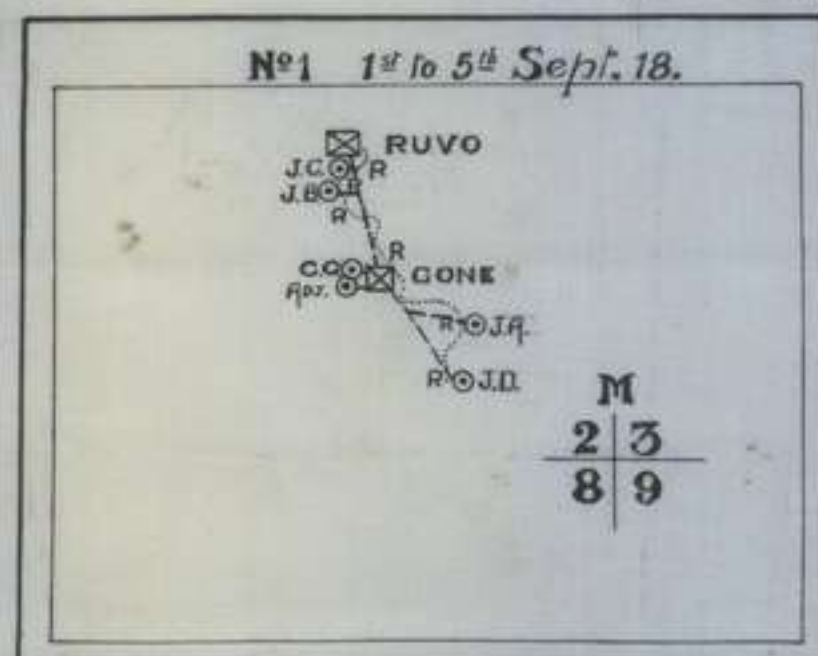 Nº1 1st to 5th Sept. 18.
RUVO
J.C. R
J.B
R
R
C.O GONE
ADJ.
R J.A.
R J.D.
M
2 3
8 9